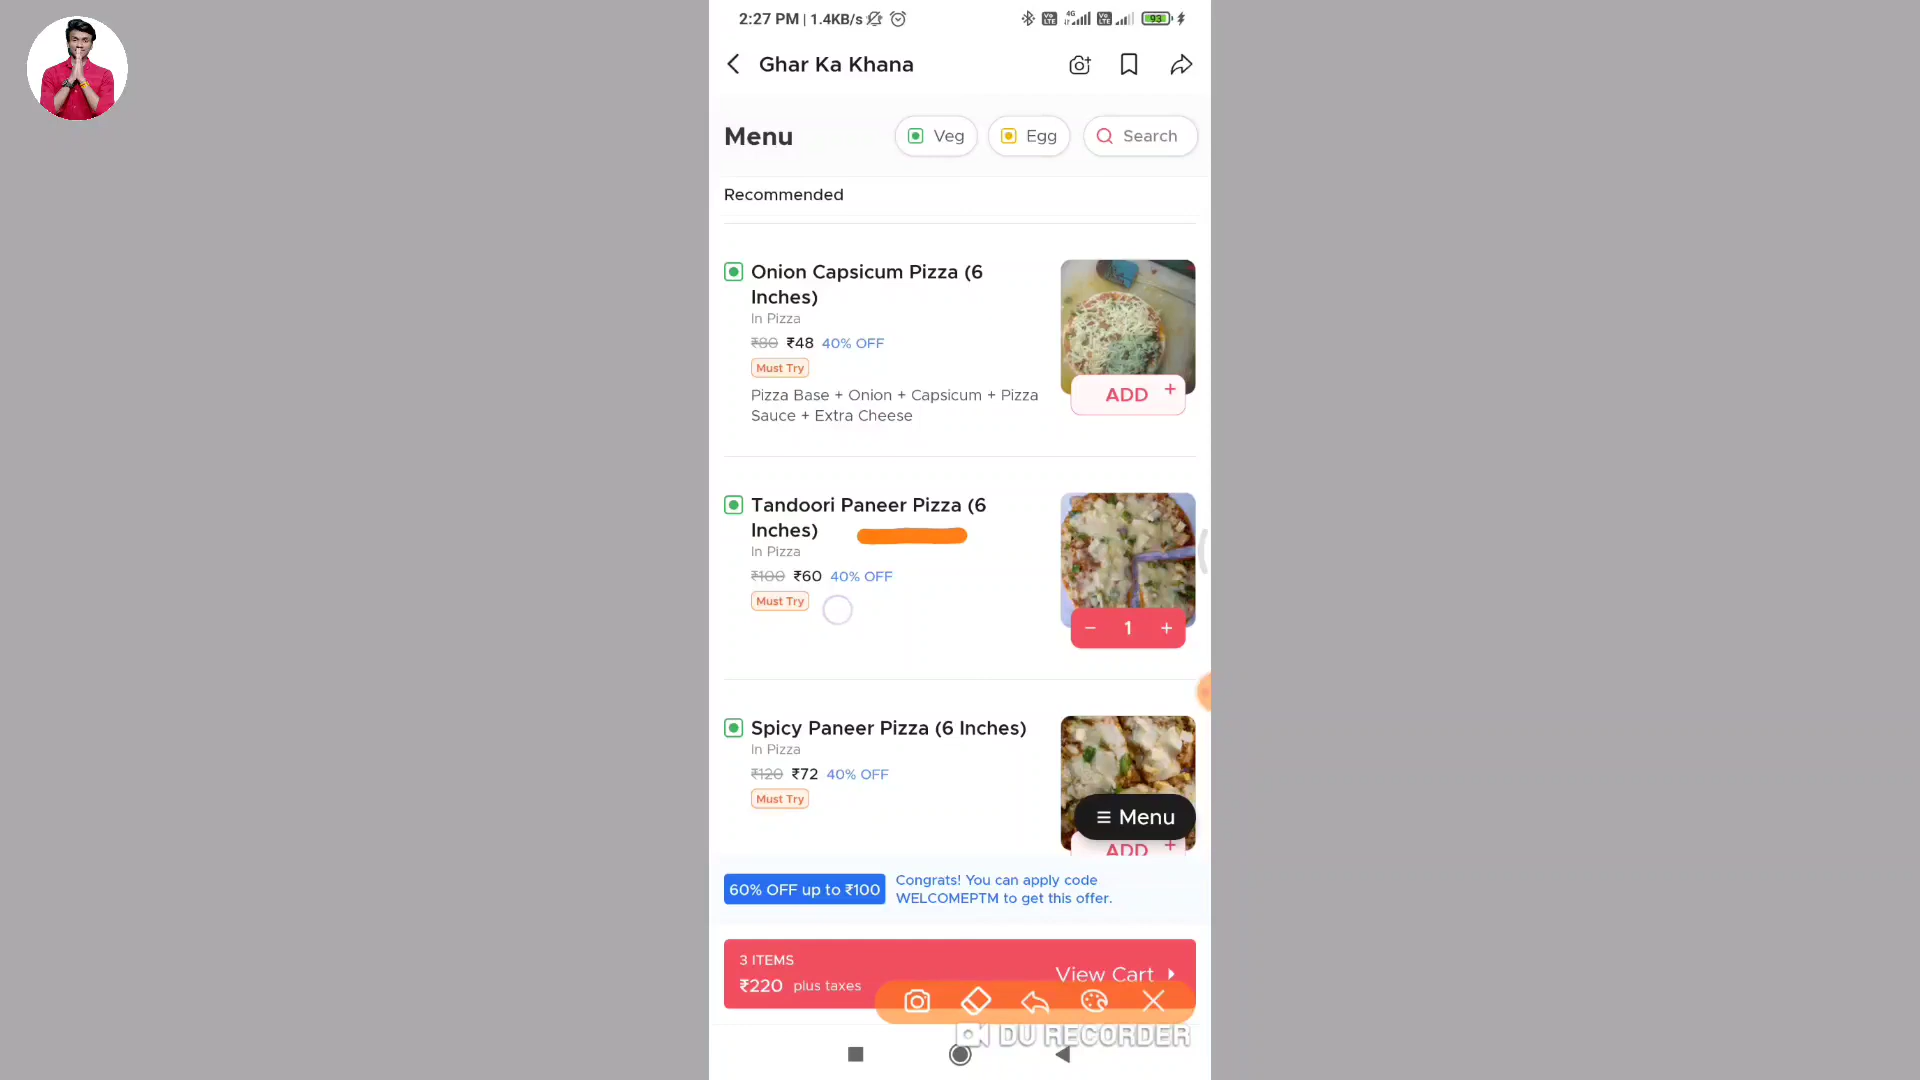 2:27 PM | 1.4KB/s
4G
93
Ghar Ka Khana
Menu
Veg
Egg
Search
Recommended
Onion Capsicum Pizza (6
Inches)
In Pizza
₹80 ₹48 40% OFF
Must Try
Pizza Base + Onion + Capsicum + Pizza
Sauce + Extra Cheese
ADD +
Tandoori Paneer Pizza (6
Inches)
In Pizza
₹100 ₹60 40% OFF
Must Try
− 1 +
Spicy Paneer Pizza (6 Inches)
In Pizza
₹120 ₹72 40% OFF
Must Try
Menu
ADD +
60% OFF up to ₹100
Congrats! You can apply code
WELCOMEPTM to get this offer.
3 ITEMS
₹220 plus taxes
View Cart
DU RECORDER